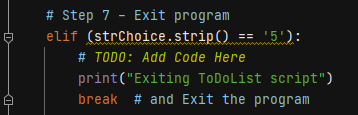 # Step 7 - Exit program
elif (strChoice.strip() == '5'):
# TODO: Add Code Here
print("Exiting ToDoList script")
break  # and Exit the program